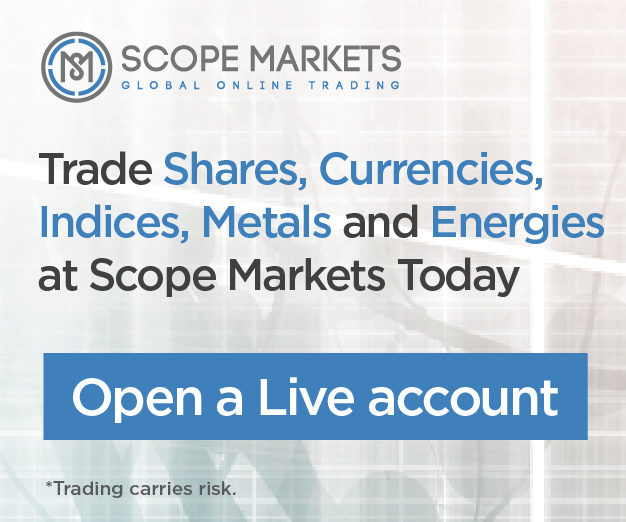 SCOPE MARKETS
GLOBAL ONLINE TRADING
Trade Shares, Currencies,
Indices, Metals and Energies
at Scope Markets Today
Open a Live account
*Trading carries risk.